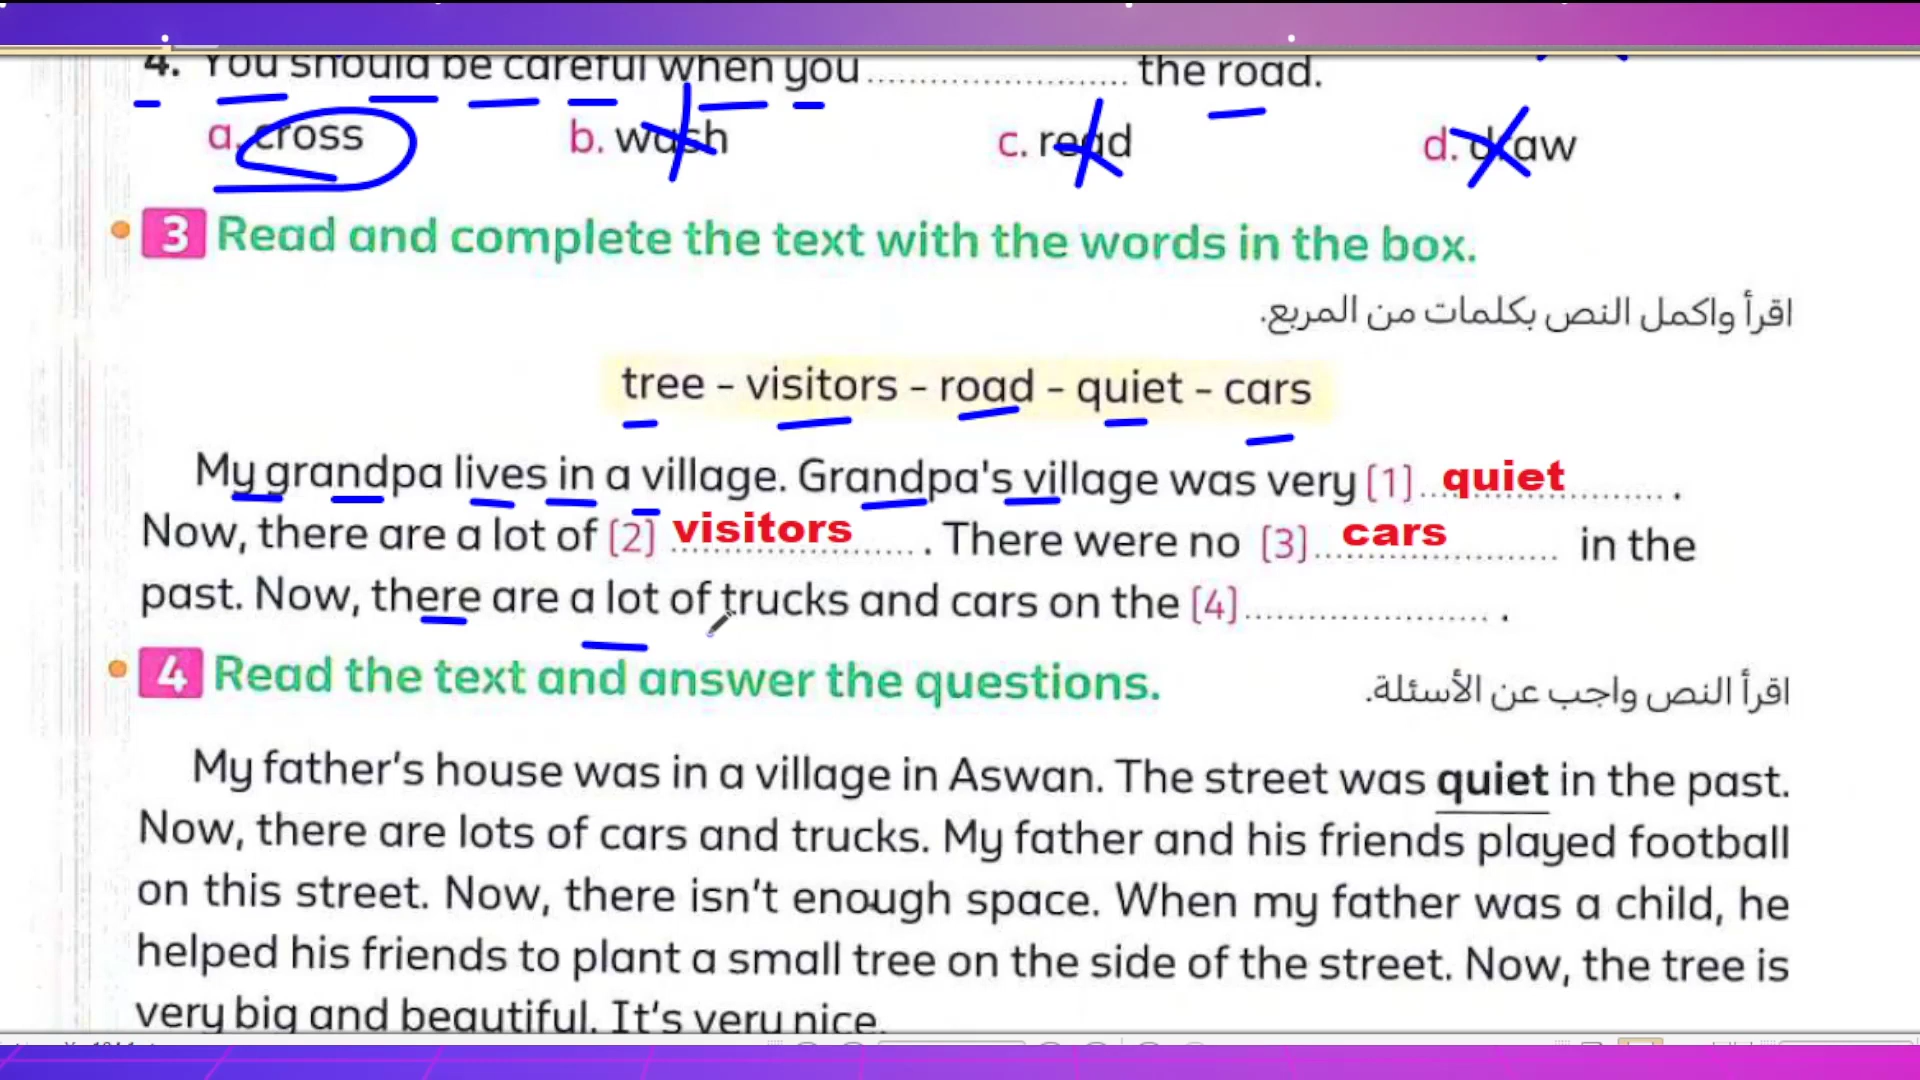 4. You should be careful when you............................ the road.
a. cross b. wash c. read d. draw
3 Read and complete the text with the words in the box.
اقرأ واكمل النص بكلمات من المربع.
tree - visitors - road - quiet - cars
My grandpa lives in a village. Grandpa's village was very [1] quiet .
Now, there are a lot of [2] visitors . There were no [3] cars in the
past. Now, there are a lot of trucks and cars on the [4]........................ .
4 Read the text and answer the questions.
اقرأ النص واجب عن الأسئلة.
My father's house was in a village in Aswan. The street was quiet in the past.
Now, there are lots of cars and trucks. My father and his friends played football
on this street. Now, there isn't enough space. When my father was a child, he
helped his friends to plant a small tree on the side of the street. Now, the tree is
very big and beautiful. It's very nice.